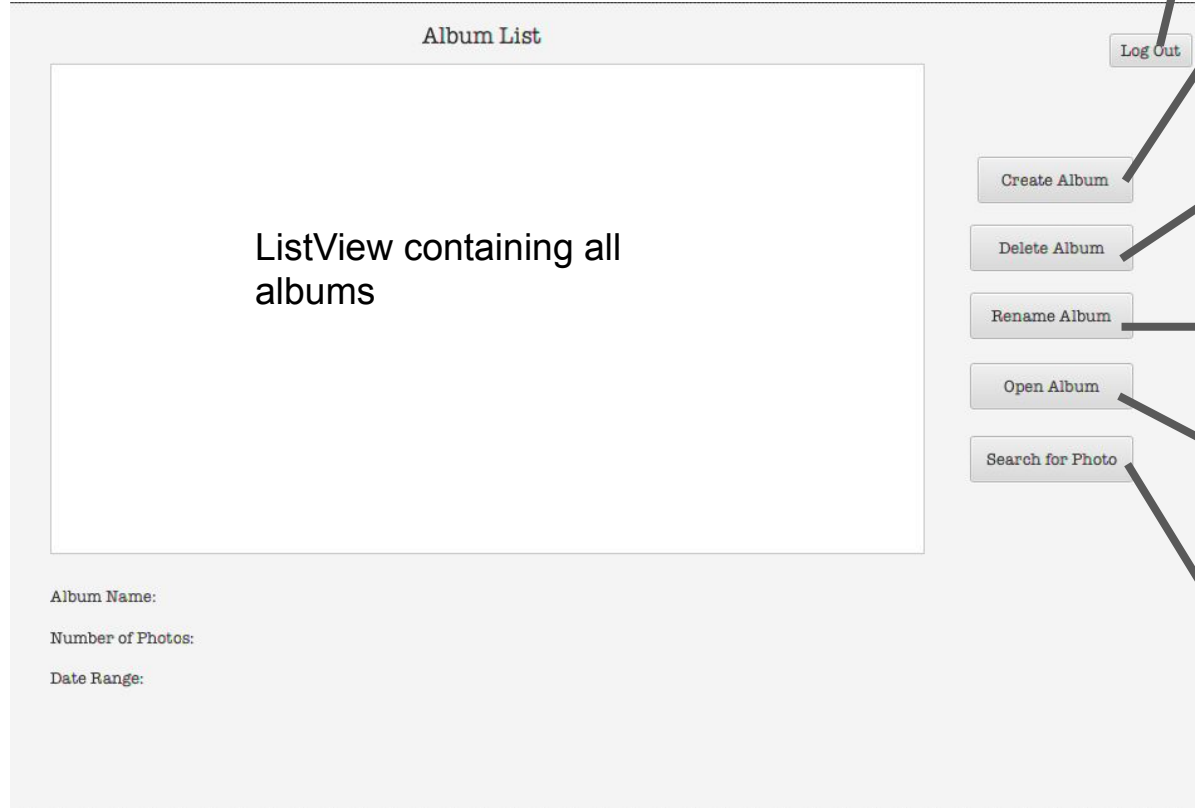 Album List
Log Out
Create Album
Delete Album
ListView containing all
albums
Rename Album
Open Album
Search for Photo
Album Name:
Number of Photos:
Date Range: